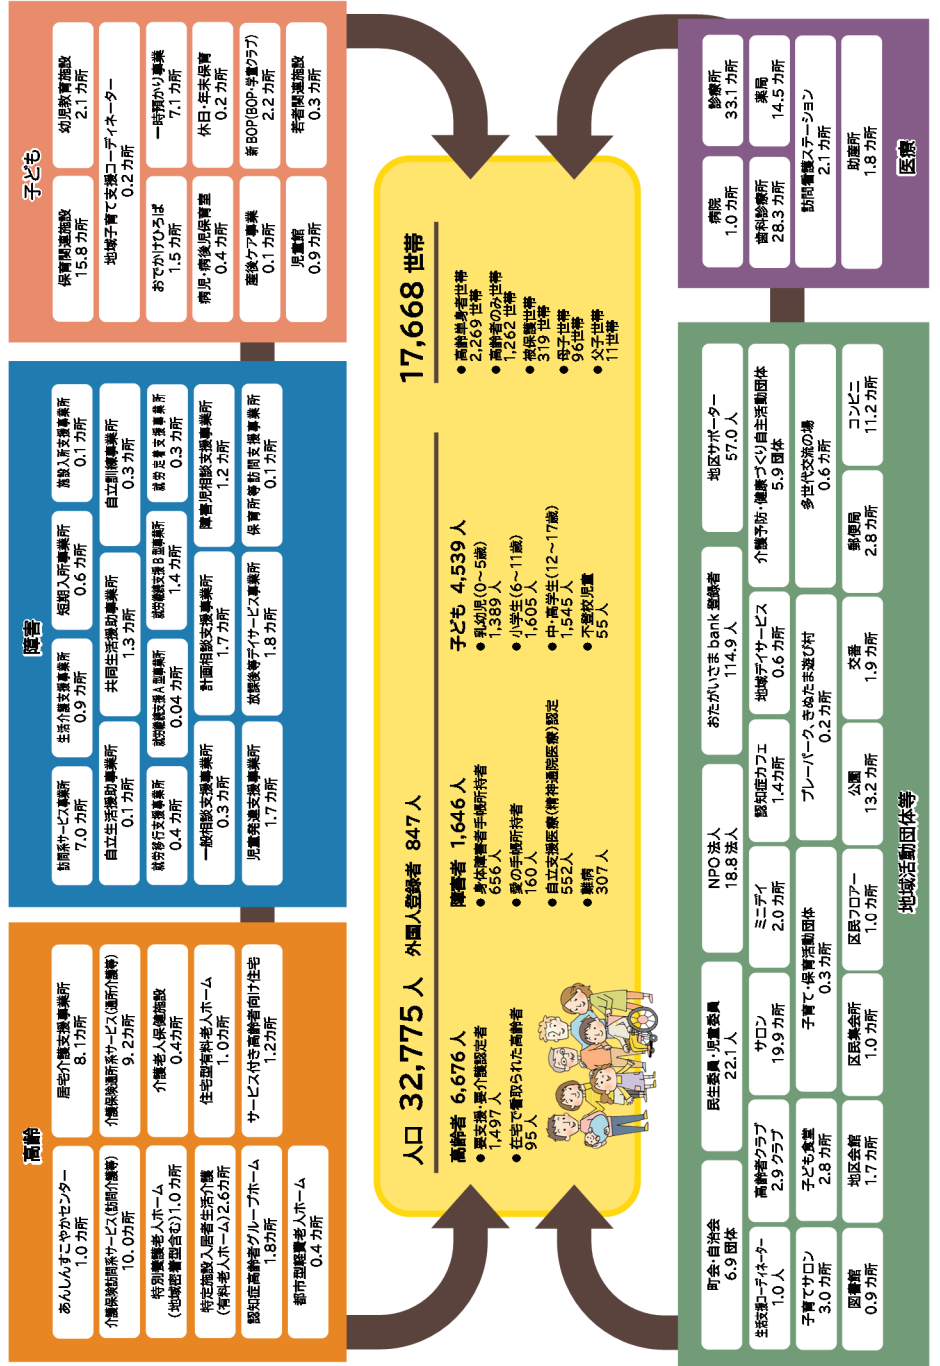 高齢
あんしんすこやかセンター
1.0 カ所
居宅介護支援事業所
8.1カ所
介護保険訪問系サービス(訪問介護等)
10.0カ所
介護保険通所系サービス(通所介護等)
9.2カ所
特別養護老人ホーム
(地域密着型含む)1.0 カ所
介護老人保健施設
0.4カ所
特定施設入居者生活介護
(有料老人ホーム)2.6カ所
住宅型有料老人ホーム
1.0カ所
認知症高齢者グループホーム
1.8カ所
サービス付き高齢者向け住宅
1.2カ所
都市型軽費老人ホーム
0.4 カ所
障害
訪問系サービス事業所
7.0 カ所
生活介護支援事業所
0.9 カ所
短期入所事業所
0.6 カ所
施設入所支援事業所
0.1 カ所
自立生活援助事業所
0.1 カ所
共同生活援助事業所
1.3 カ所
自立訓練事業所
0.3 カ所
就労移行支援事業所
0.4 カ所
就労継続支援A型事業所
0.04 カ所
就労継続支援B型事業所
1.4 カ所
就労定着支援事業所
0.3 カ所
一般相談支援事業所
0.3 カ所
計画相談支援事業所
1.7 カ所
障害児相談支援事業所
1.2 カ所
児童発達支援事業所
1.7 カ所
放課後等デイサービス事業所
1.8 カ所
保育所等訪問支援事業所
0.1 カ所
子ども
保育関連施設
15.8 カ所
幼児教育施設
2.1 カ所
地域子育て支援コーディネーター
0.2 カ所
おでかけひろば
1.5 カ所
一時預かり事業
7.1 カ所
病児・病後児保育室
0.4 カ所
休日・年末保育
0.2 カ所
産後ケア事業
0.1 カ所
新BOP(BOP・学童クラブ)
2.2 カ所
児童館
0.9 カ所
若者関連施設
0.3 カ所
人口 32,775 人 外国人登録者 847 人
17,668 世帯
高齢者 6,676 人
● 要支援・要介護認定者
1,497 人
● 在宅で看取られた高齢者
95 人
障害者 1,646 人
● 身体障害者手帳所持者
656 人
● 愛の手帳所持者
160 人
● 自立支援医療(精神通院医療)認定
552人
● 難病
307 人
子ども 4,539 人
● 乳幼児(0～5歳)
1,389 人
● 小学生(6～11歳)
1,605 人
● 中・高学生(12～17歳)
1,545 人
● 不登校児童
55 人
● 高齢単身者世帯
2,269 世帯
● 高齢者のみ世帯
1,262 世帯
● 被保護世帯
319 世帯
● 母子世帯
96世帯
● 父子世帯
11世帯
町会・自治会
6.9 団体
民生委員・児童委員
22.1 人
NPO 法人
18.8法人
おたがいさま bank 登録者
114.9 人
地区サポーター
57.0 人
生活支援コーディネーター
1.0 人
高齢者クラブ
2.9 クラブ
サロン
19.9 カ所
ミニデイ
2.0 カ所
認知症カフェ
1.4カ所
地域デイサービス
0.6 カ所
介護予防・健康づくり自主活動団体
5.9 団体
子育てサロン
3.0 カ所
子ども食堂
2.8 カ所
子育て・保育活動団体
0.3 カ所
プレーパーク、きぬたま遊び村
0.2 カ所
多世代交流の場
0.6 カ所
図書館
0.9 カ所
地区会館
1.7 カ所
区民集会所
1.0 カ所
区民フロアー
1.0 カ所
公園
13.2 カ所
交番
1.9 カ所
郵便局
2.8 カ所
コンビニ
11.2 カ所
地域活動団体等
病院
1.0 カ所
診療所
33.1 カ所
歯科診療所
28.3 カ所
薬局
14.5 カ所
訪問看護ステーション
2.1 カ所
助産所
1.8 カ所
医療